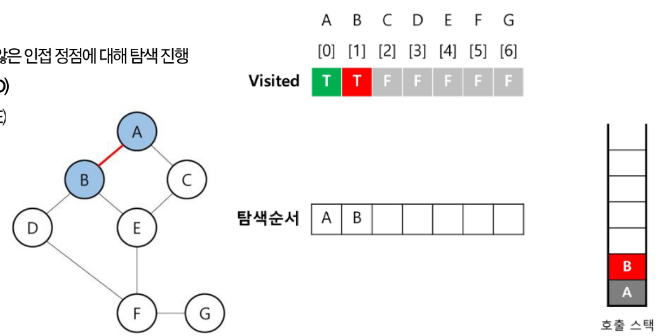 A B C D E F G
[0] [1] [2] [3] [4] [5] [6]
않은 인접 정점에 대해 탐색 진행
Visited T T F F F F F
A
B
C
D
E
F
G
탐색순서 A B
B
A
호출 스택